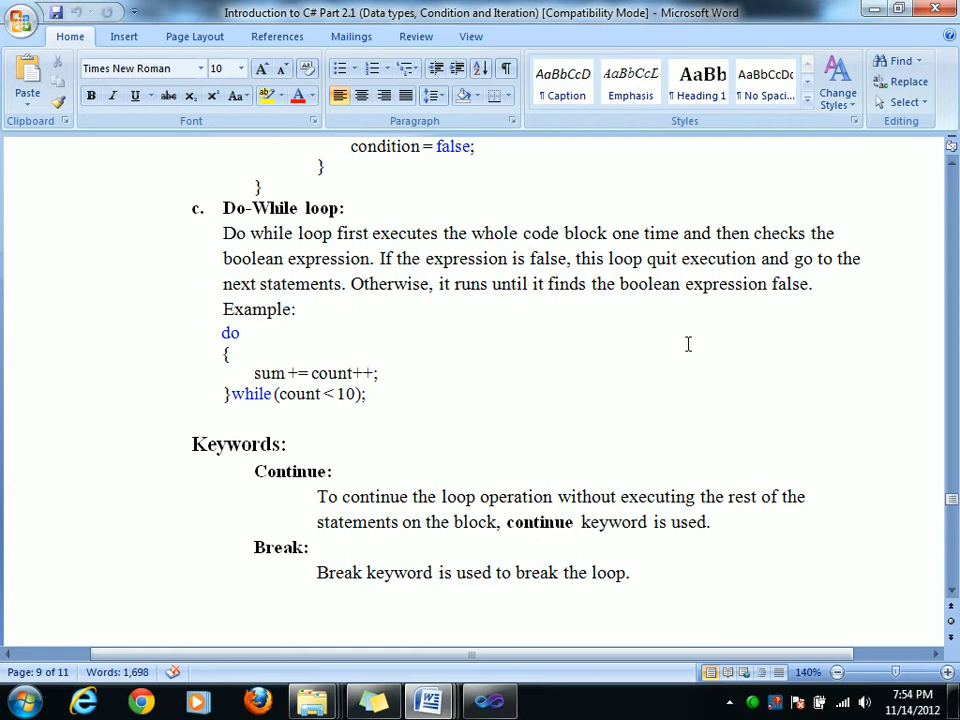 Introduction to C# Part 2.1 (Data types, Condition and Iteration) [Compatibility Mode] - Microsoft Word
Home Insert Page Layout References Mailings Review View
Times New Roman 10
Paste
B I U abc x₂ x² Aa A
AaBbCcD AaBbCcL AaBb AaBbCcDc
¶ Caption Emphasis ¶ Heading 1 ¶ No Spaci...
Change Styles
Find
Replace
Select
Clipboard Font Paragraph Styles Editing
condition = false;
}
}
c. Do-While loop:
Do while loop first executes the whole code block one time and then checks the
boolean expression. If the expression is false, this loop quit execution and go to the
next statements. Otherwise, it runs until it finds the boolean expression false.
Example:
do
{
sum += count++;
}while (count < 10);
Keywords:
Continue:
To continue the loop operation without executing the rest of the
statements on the block, continue keyword is used.
Break:
Break keyword is used to break the loop.
Page: 9 of 11 Words: 1,698 140%
7:54 PM
11/14/2012